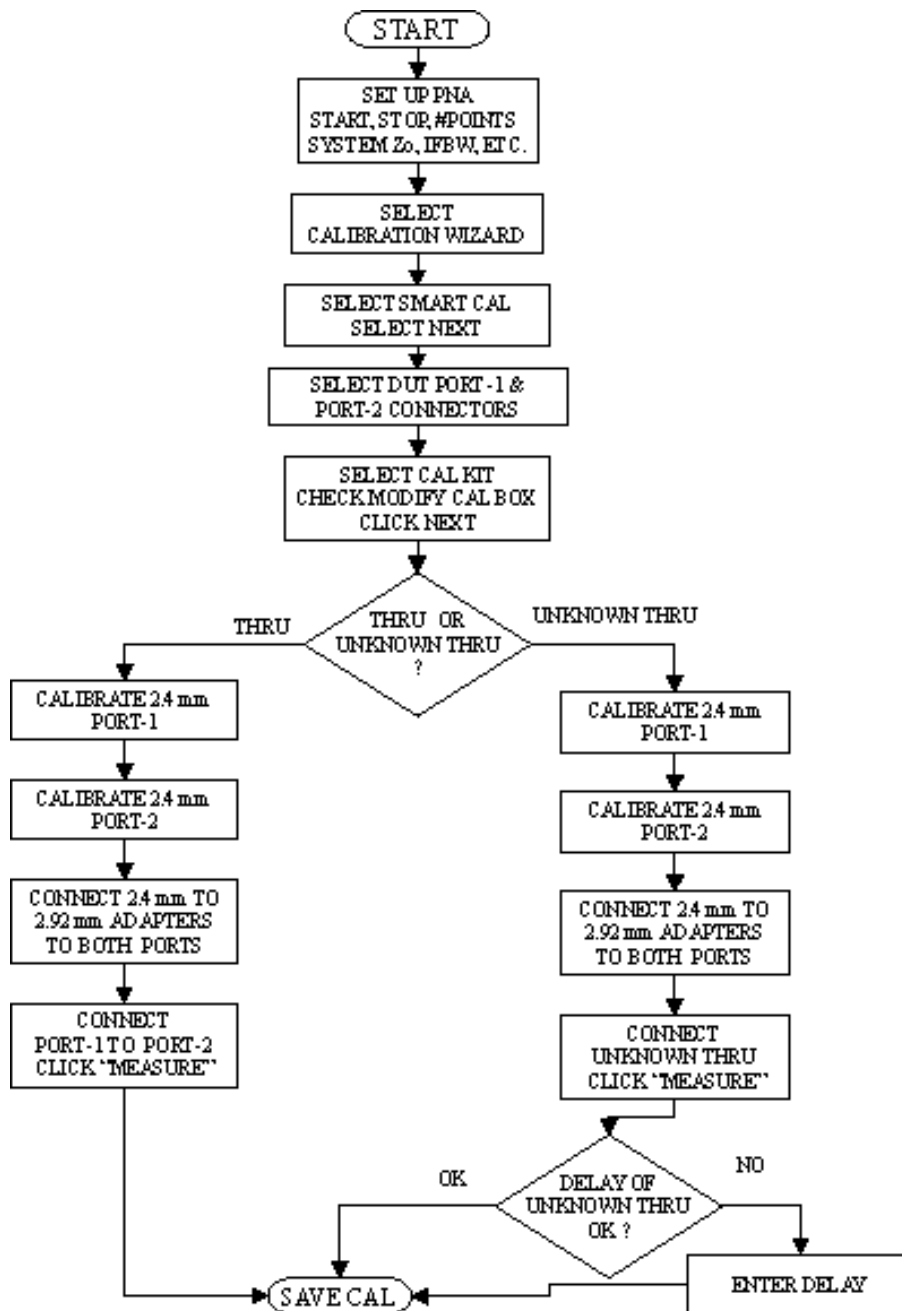 START
SET UP PNA
START, STOP, #POINTS
SYSTEM Zo, IFBW, ETC.
SELECT
CALIBRATION WIZARD
SELECT SMART CAL
SELECT NEXT
SELECT DUT PORT-1 &
PORT-2 CONNECTORS
SELECT CAL KIT
CHECK MODIFY CAL BOX
CLICK NEXT
THRU OR
UNKNOWN THRU
?
THRU
UNKNOWN THRU
CALIBRATE 2.4 mm
PORT-1
CALIBRATE 2.4 mm
PORT-2
CONNECT 2.4 mm TO
2.92 mm ADAPTERS
TO BOTH PORTS
CONNECT
PORT-1 TO PORT-2
CLICK "MEASURE"
CALIBRATE 2.4 mm
PORT-1
CALIBRATE 2.4 mm
PORT-2
CONNECT 2.4 mm TO
2.92 mm ADAPTERS
TO BOTH PORTS
CONNECT
UNKNOWN THRU
CLICK "MEASURE"
DELAY OF
UNKNOWN THRU
OK ?
OK
NO
ENTER DELAY
SAVE CAL